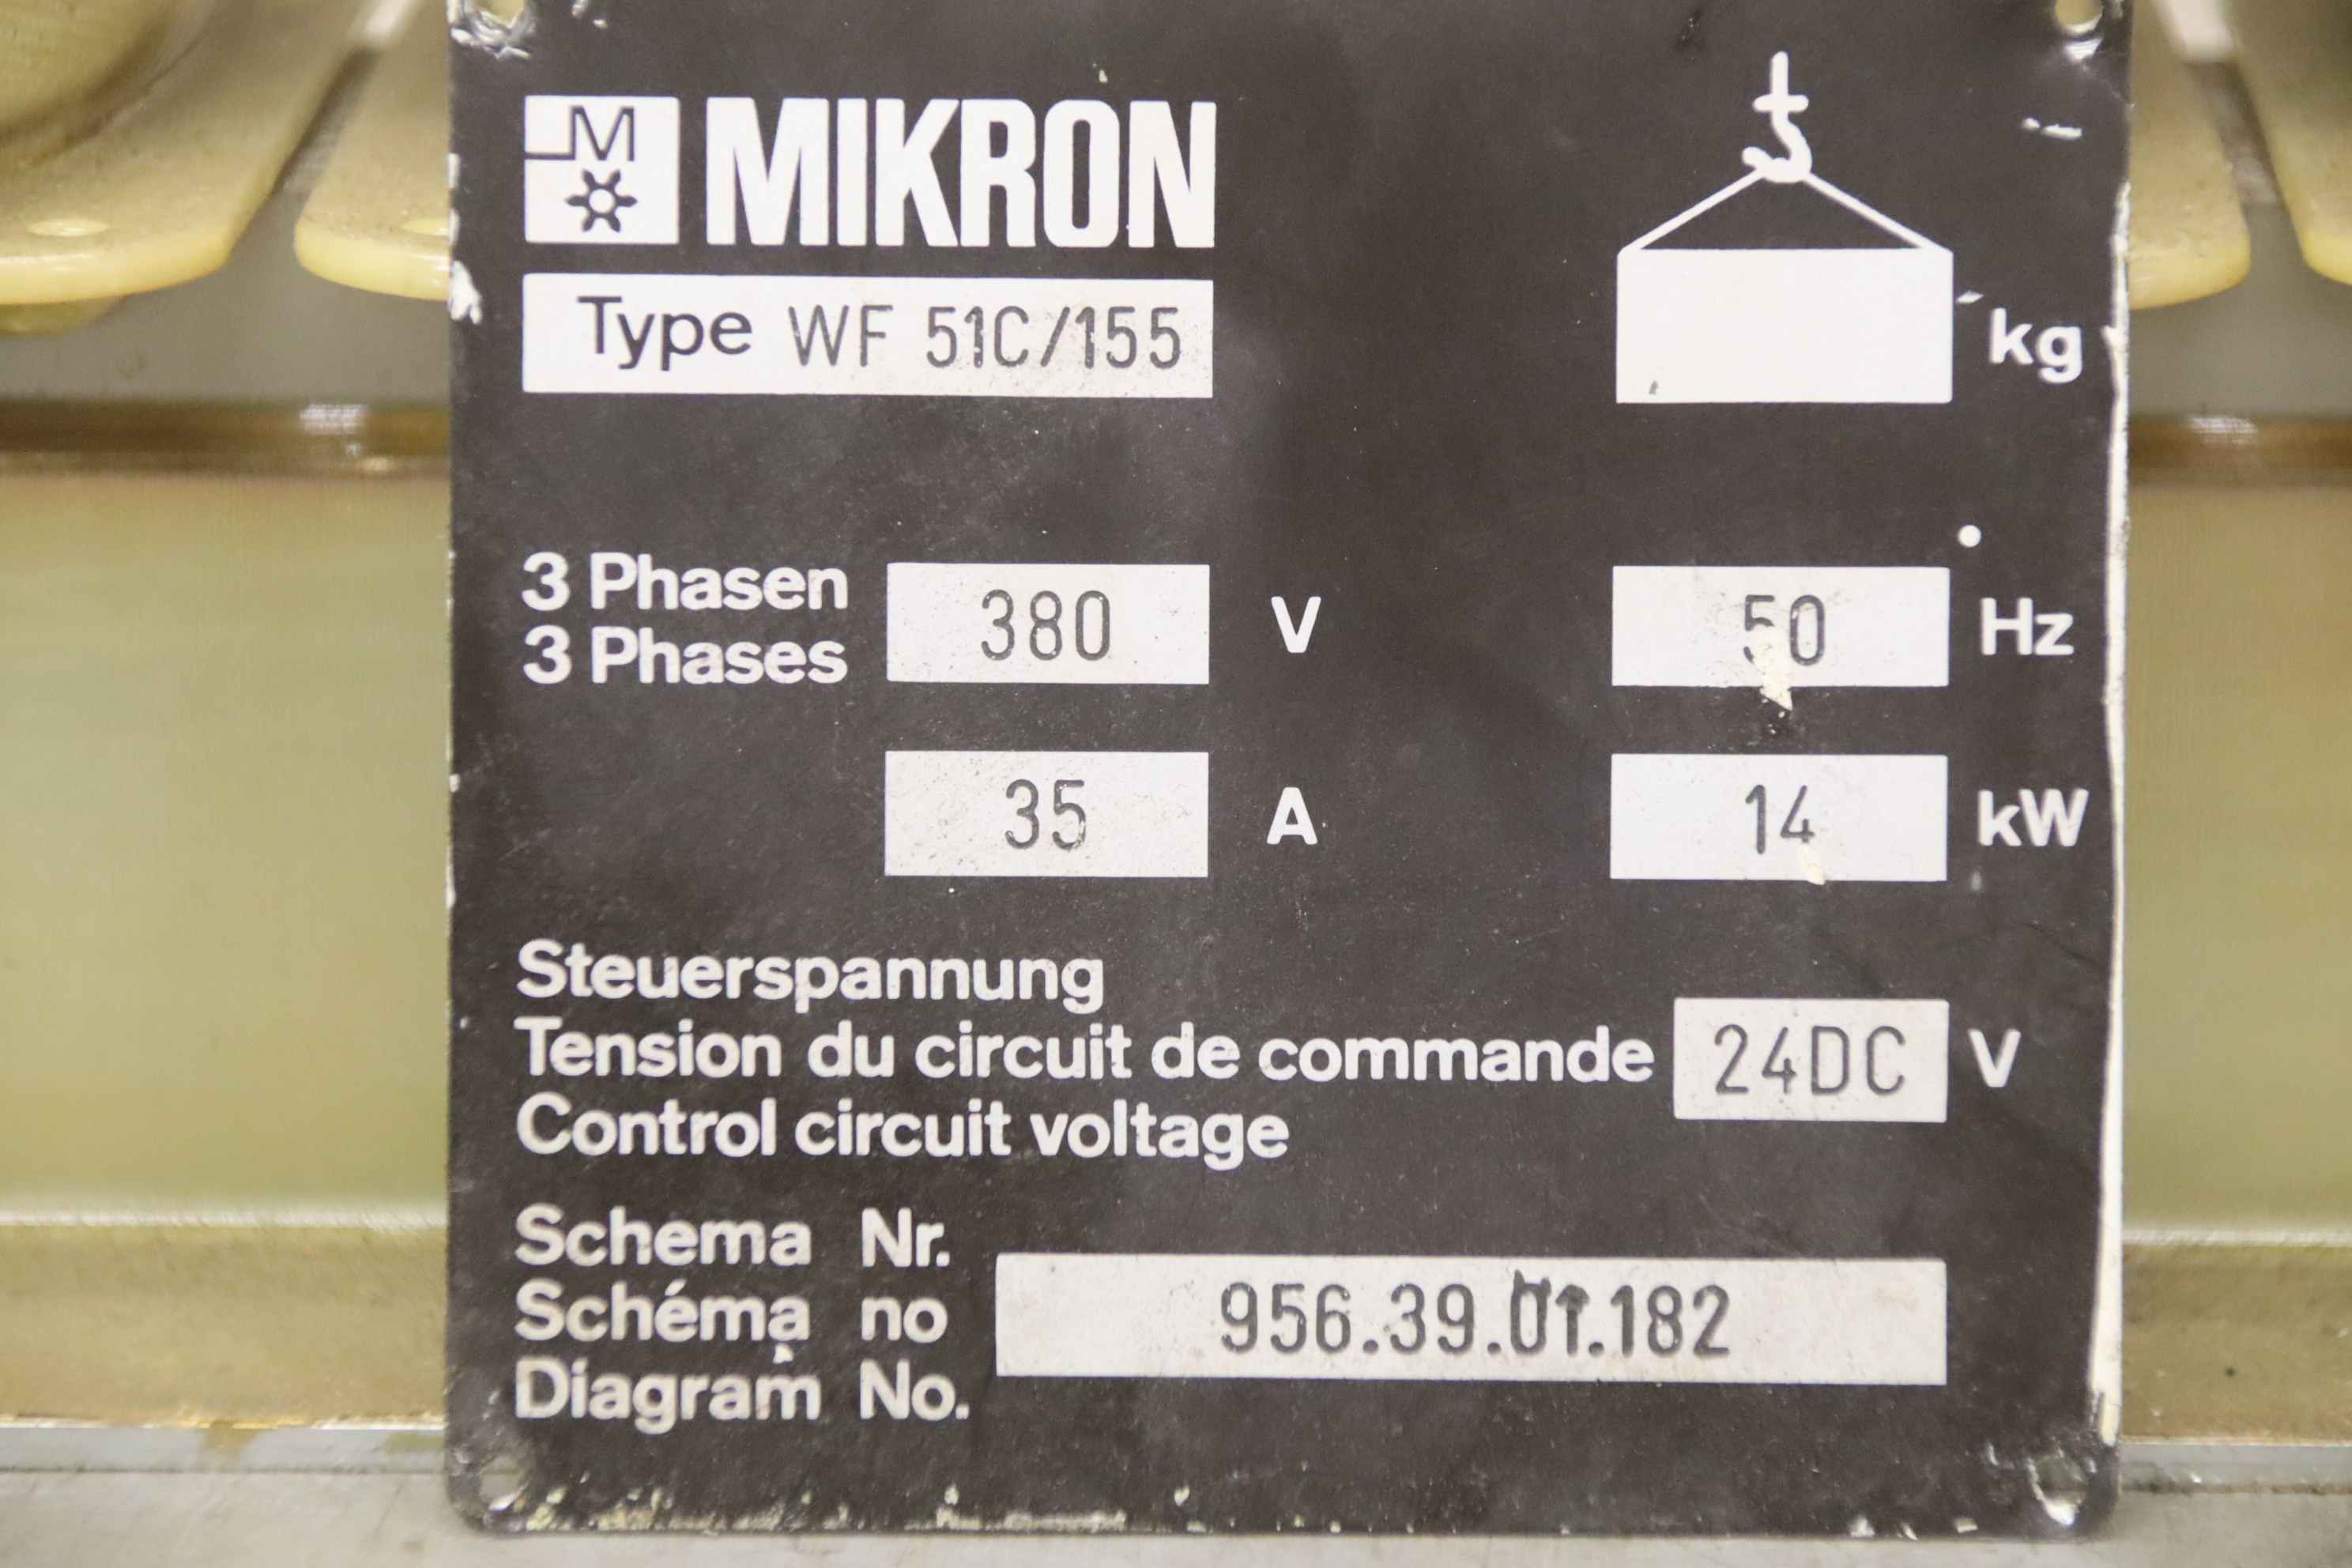 M
MIKRON
Type WF 51C/155
kg
3 Phasen
3 Phases
380 V
50 Hz
35 A
14 kW
Steuerspannung
Tension du circuit de commande 24DC V
Control circuit voltage
Schema Nr.
Schéma no
Diagram No.
956.39.01.182